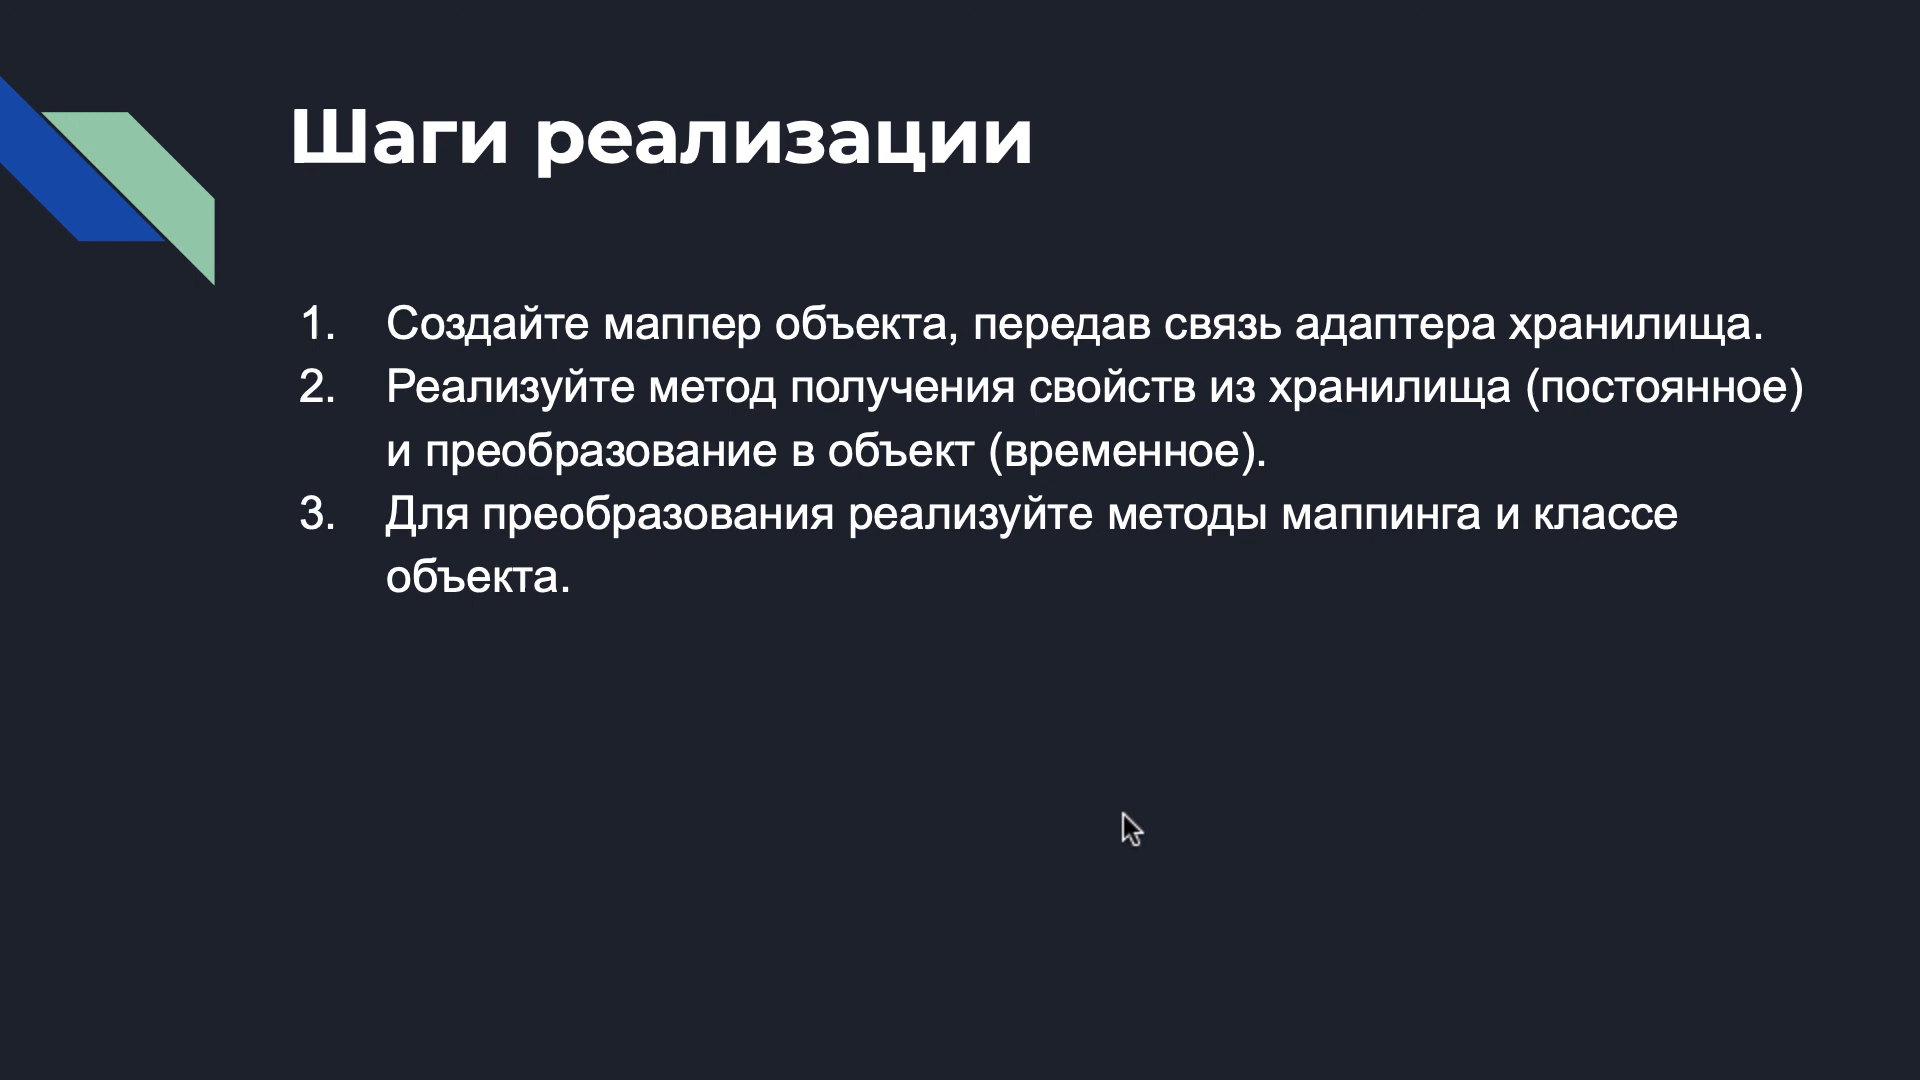 Шаги реализации
1. Создайте маппер объекта, передав связь адаптера хранилища.
2. Реализуйте метод получения свойств из хранилища (постоянное)
и преобразование в объект (временное).
3. Для преобразования реализуйте методы маппинга и классе
объекта.